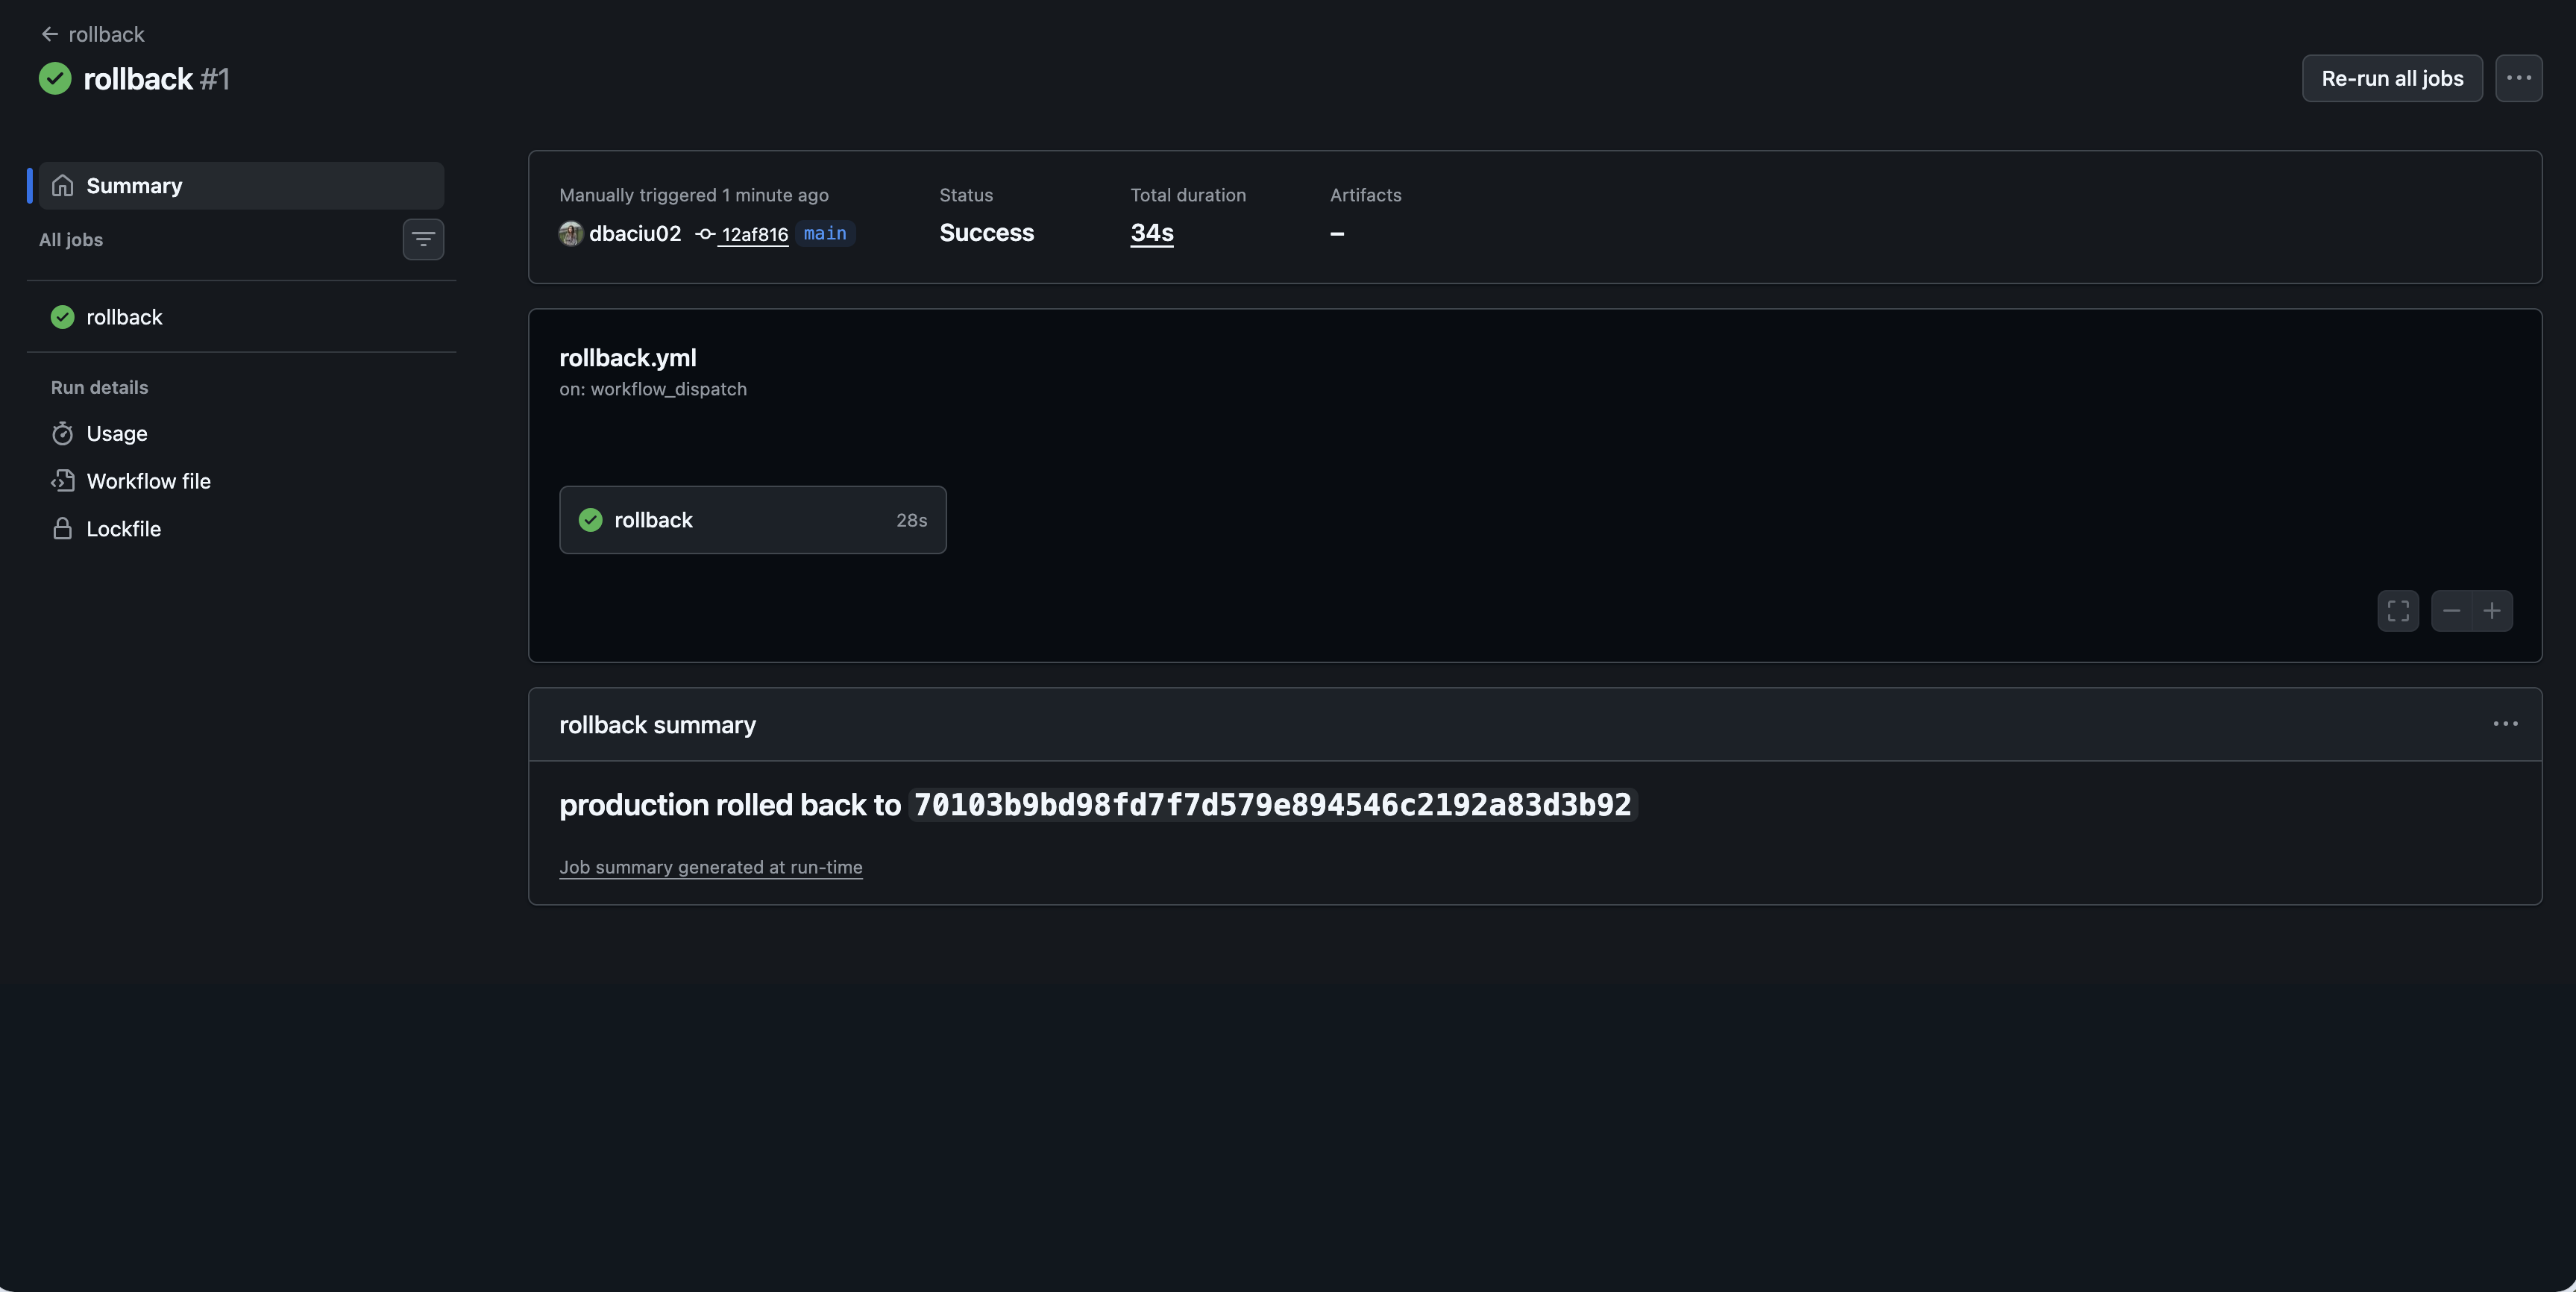 rollback
rollback #1
Re-run all jobs
Summary
All jobs
rollback
Run details
Usage
Workflow file
Lockfile
Manually triggered 1 minute ago
dbaciu02 12af816 main
Status
Success
Total duration
34s
Artifacts
–
rollback.yml
on: workflow_dispatch
rollback 28s
rollback summary
production rolled back to 70103b9bd98fd7f7d579e894546c2192a83d3b92
Job summary generated at run-time